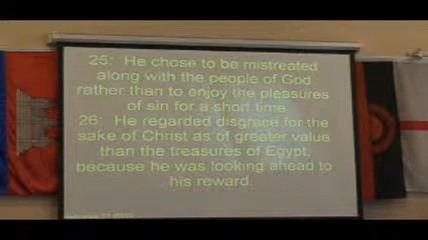 25: He chose to be mistreated
along with the people of God
rather than to enjoy the pleasures
of sin for a short time.
26: He regarded disgrace for the
sake of Christ as of greater value
than the treasures of Egypt,
because he was looking ahead to
his reward.